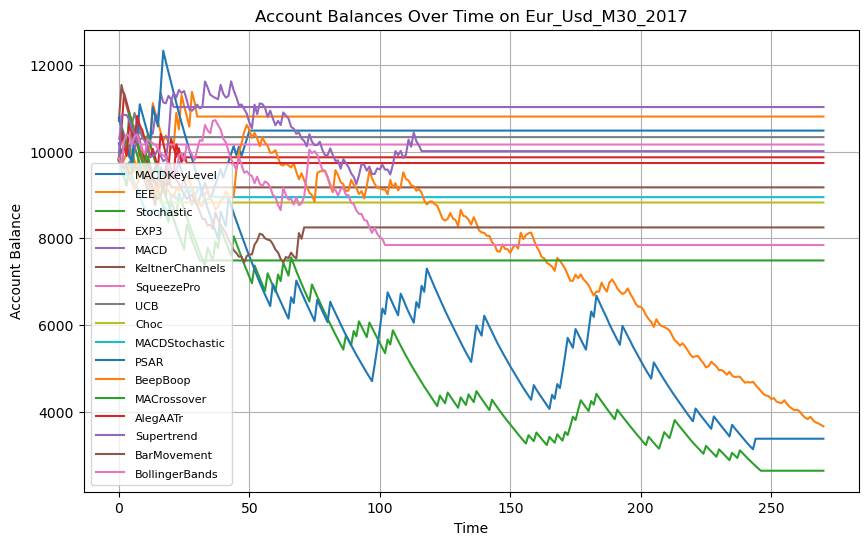 Account Balances Over Time on Eur_Usd_M30_2017
Account Balance
12000
10000
8000
6000
4000
MACDKeyLevel
EEE
Stochastic
EXP3
MACD
KeltnerChannels
SqueezePro
UCB
Choc
MACDStochastic
PSAR
BeepBoop
MACrossover
AlegAATr
Supertrend
BarMovement
BollingerBands
0
50
100
150
200
250
Time